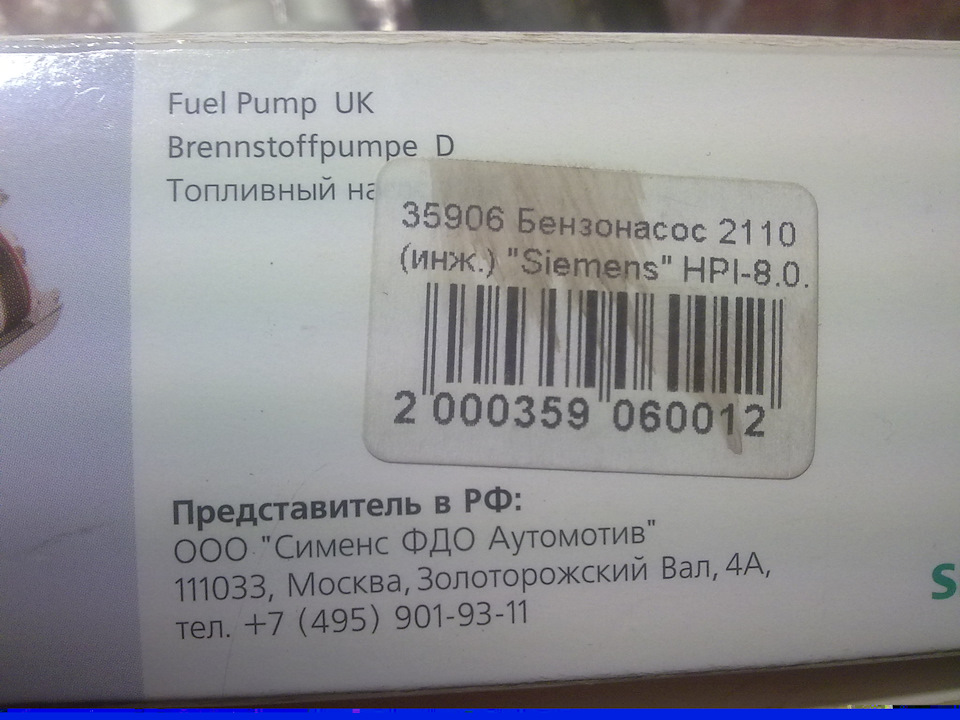 Fuel Pump UK
Brennstoffpumpe D
Топливный
35906 Бензонасос 2110
(инж.) "Siemens" HPI-8.0.
2 000359 060012
Представитель в РФ:
ООО "Сименс ФДО Аутомотив"
111033, Москва, Золоторожский Вал, 4А,
тел. +7 (495) 901-93-11